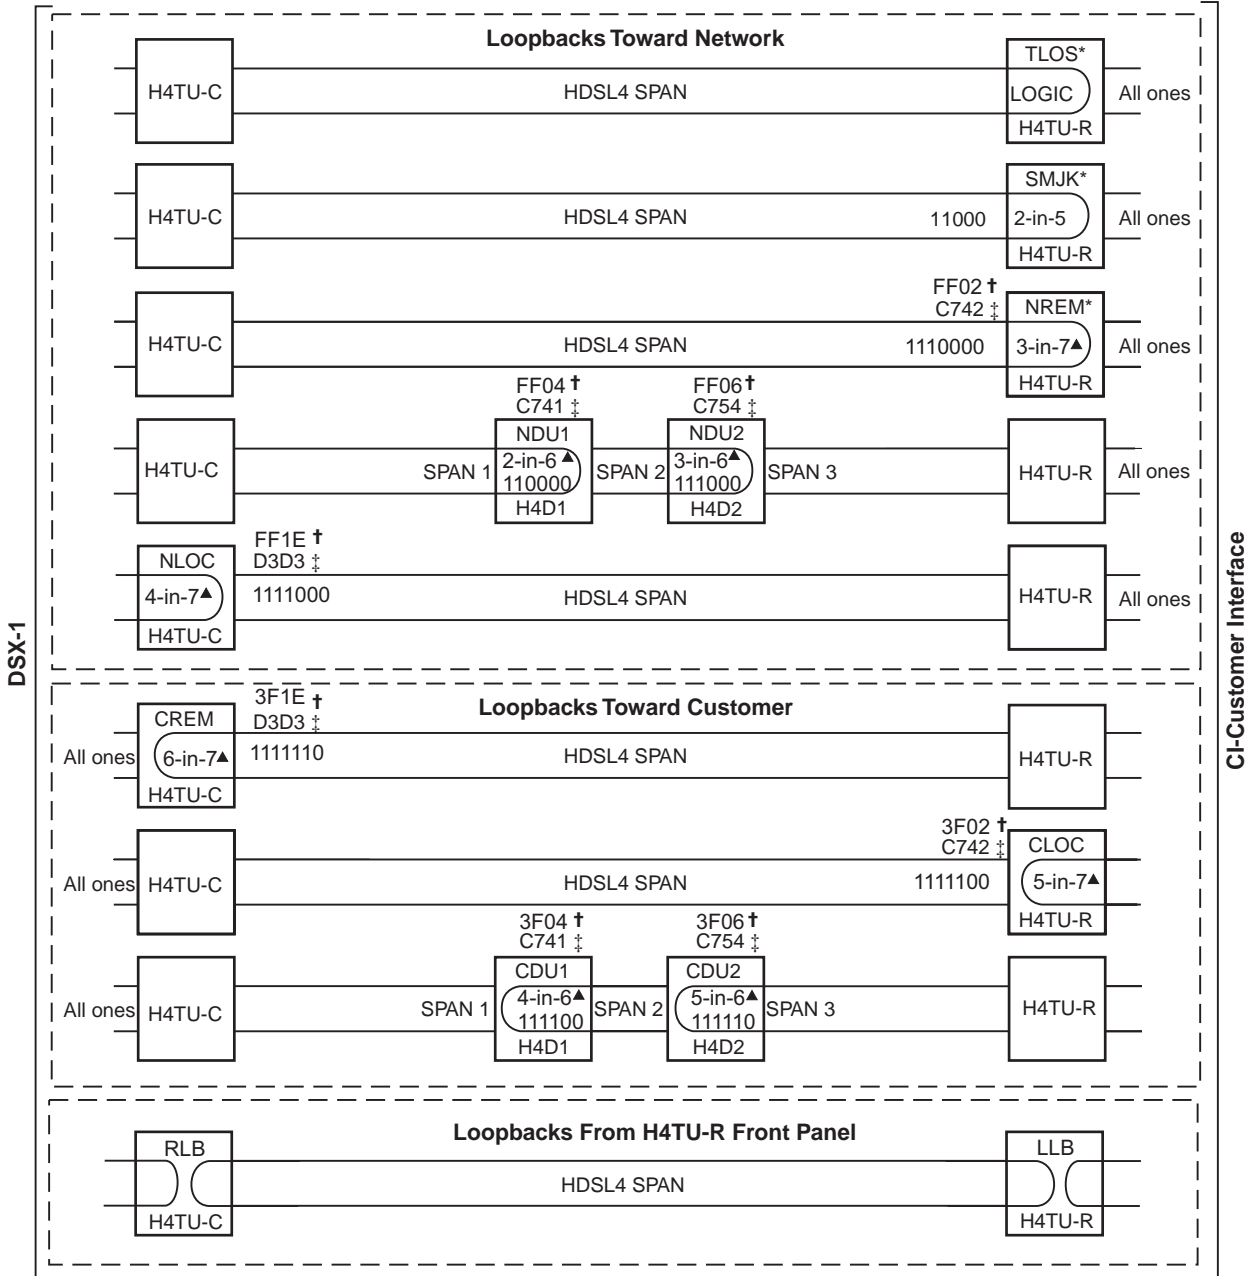 Loopbacks Toward Network
TLOS*
H4TU-C
HDSL4 SPAN
LOGIC
All ones
H4TU-R
SMJK*
H4TU-C
HDSL4 SPAN
11000
2-in-5
All ones
H4TU-R
FF02 †
C742 ‡
NREM*
H4TU-C
HDSL4 SPAN
1110000
3-in-7▲
All ones
H4TU-R
FF04 †
C741 ‡
FF06 †
C754 ‡
NDU1
NDU2
H4TU-C
SPAN 1
2-in-6▲
110000
SPAN 2
3-in-6▲
111000
SPAN 3
H4TU-R
All ones
H4D1
H4D2
FF1E †
D3D3 ‡
NLOC
4-in-7▲
1111000
HDSL4 SPAN
H4TU-R
All ones
H4TU-C
DSX-1
CI-Customer Interface
3F1E †
D3D3 ‡
Loopbacks Toward Customer
CREM
All ones
6-in-7▲
1111110
HDSL4 SPAN
H4TU-R
H4TU-C
3F02 †
C742 ‡
CLOC
All ones
H4TU-C
HDSL4 SPAN
1111100
5-in-7▲
H4TU-R
3F04 †
C741 ‡
3F06 †
C754 ‡
CDU1
CDU2
All ones
H4TU-C
SPAN 1
4-in-6▲
111100
SPAN 2
5-in-6▲
111110
SPAN 3
H4TU-R
H4D1
H4D2
Loopbacks From H4TU-R Front Panel
RLB
LLB
HDSL4 SPAN
H4TU-C
H4TU-R